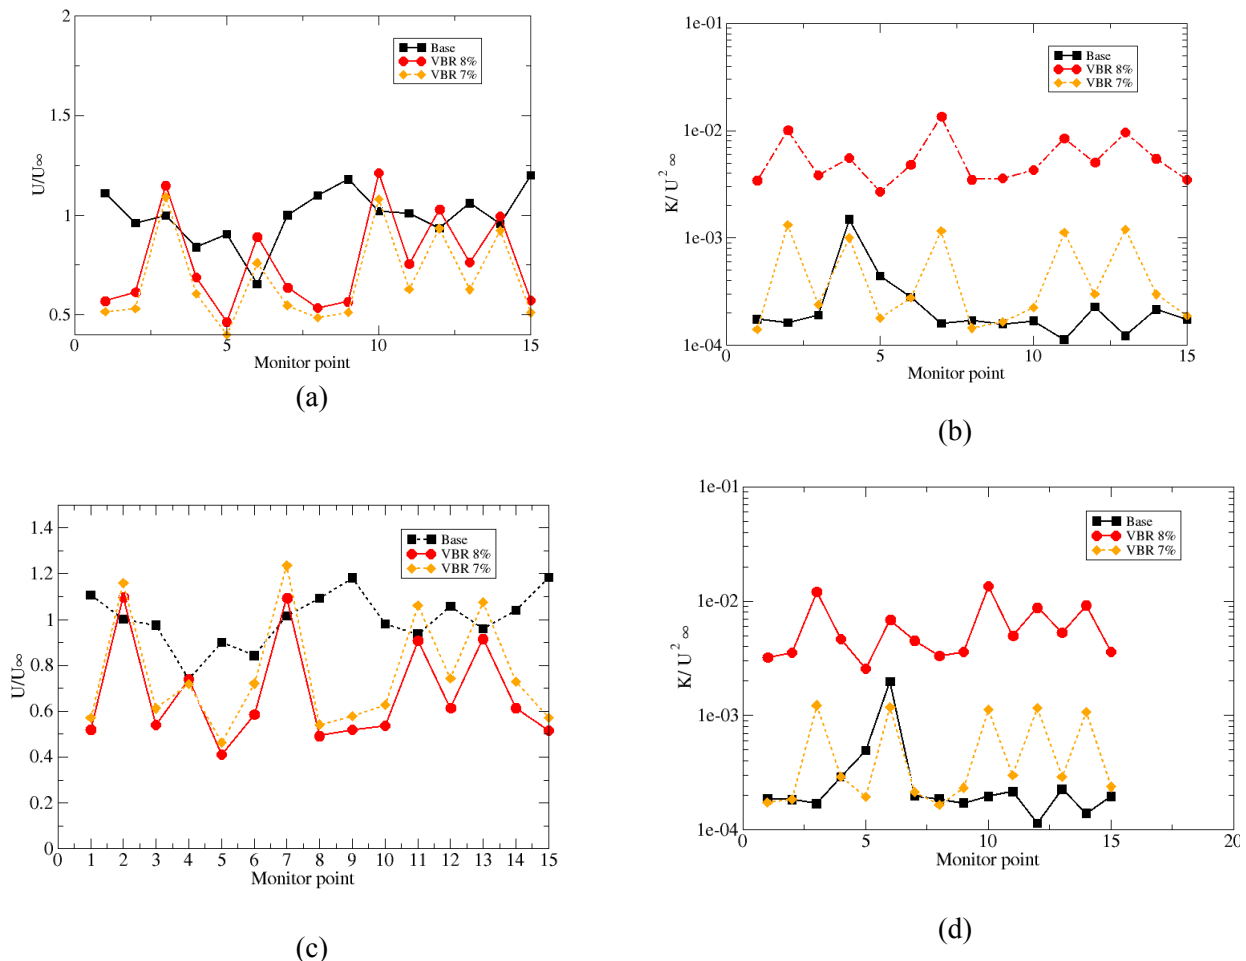 2
1.5
1
0.5
0
5
10
15
U/U∞
Monitor point
Base
VBR 8%
VBR 7%
(a)
1e-01
1e-02
1e-03
1e-04
0
5
10
15
K/U² ∞
Monitor point
Base
VBR 8%
VBR 7%
(b)
1.4
1.2
1
0.8
0.6
0.4
0.2
0
0 1 2 3 4 5 6 7 8 9 10 11 12 13 14 15
U/U∞
Monitor point
Base
VBR 8%
VBR 7%
(c)
1e-01
1e-02
1e-03
1e-04
0
5
10
15
20
K/U² ∞
Monitor point
Base
VBR 8%
VBR 7%
(d)